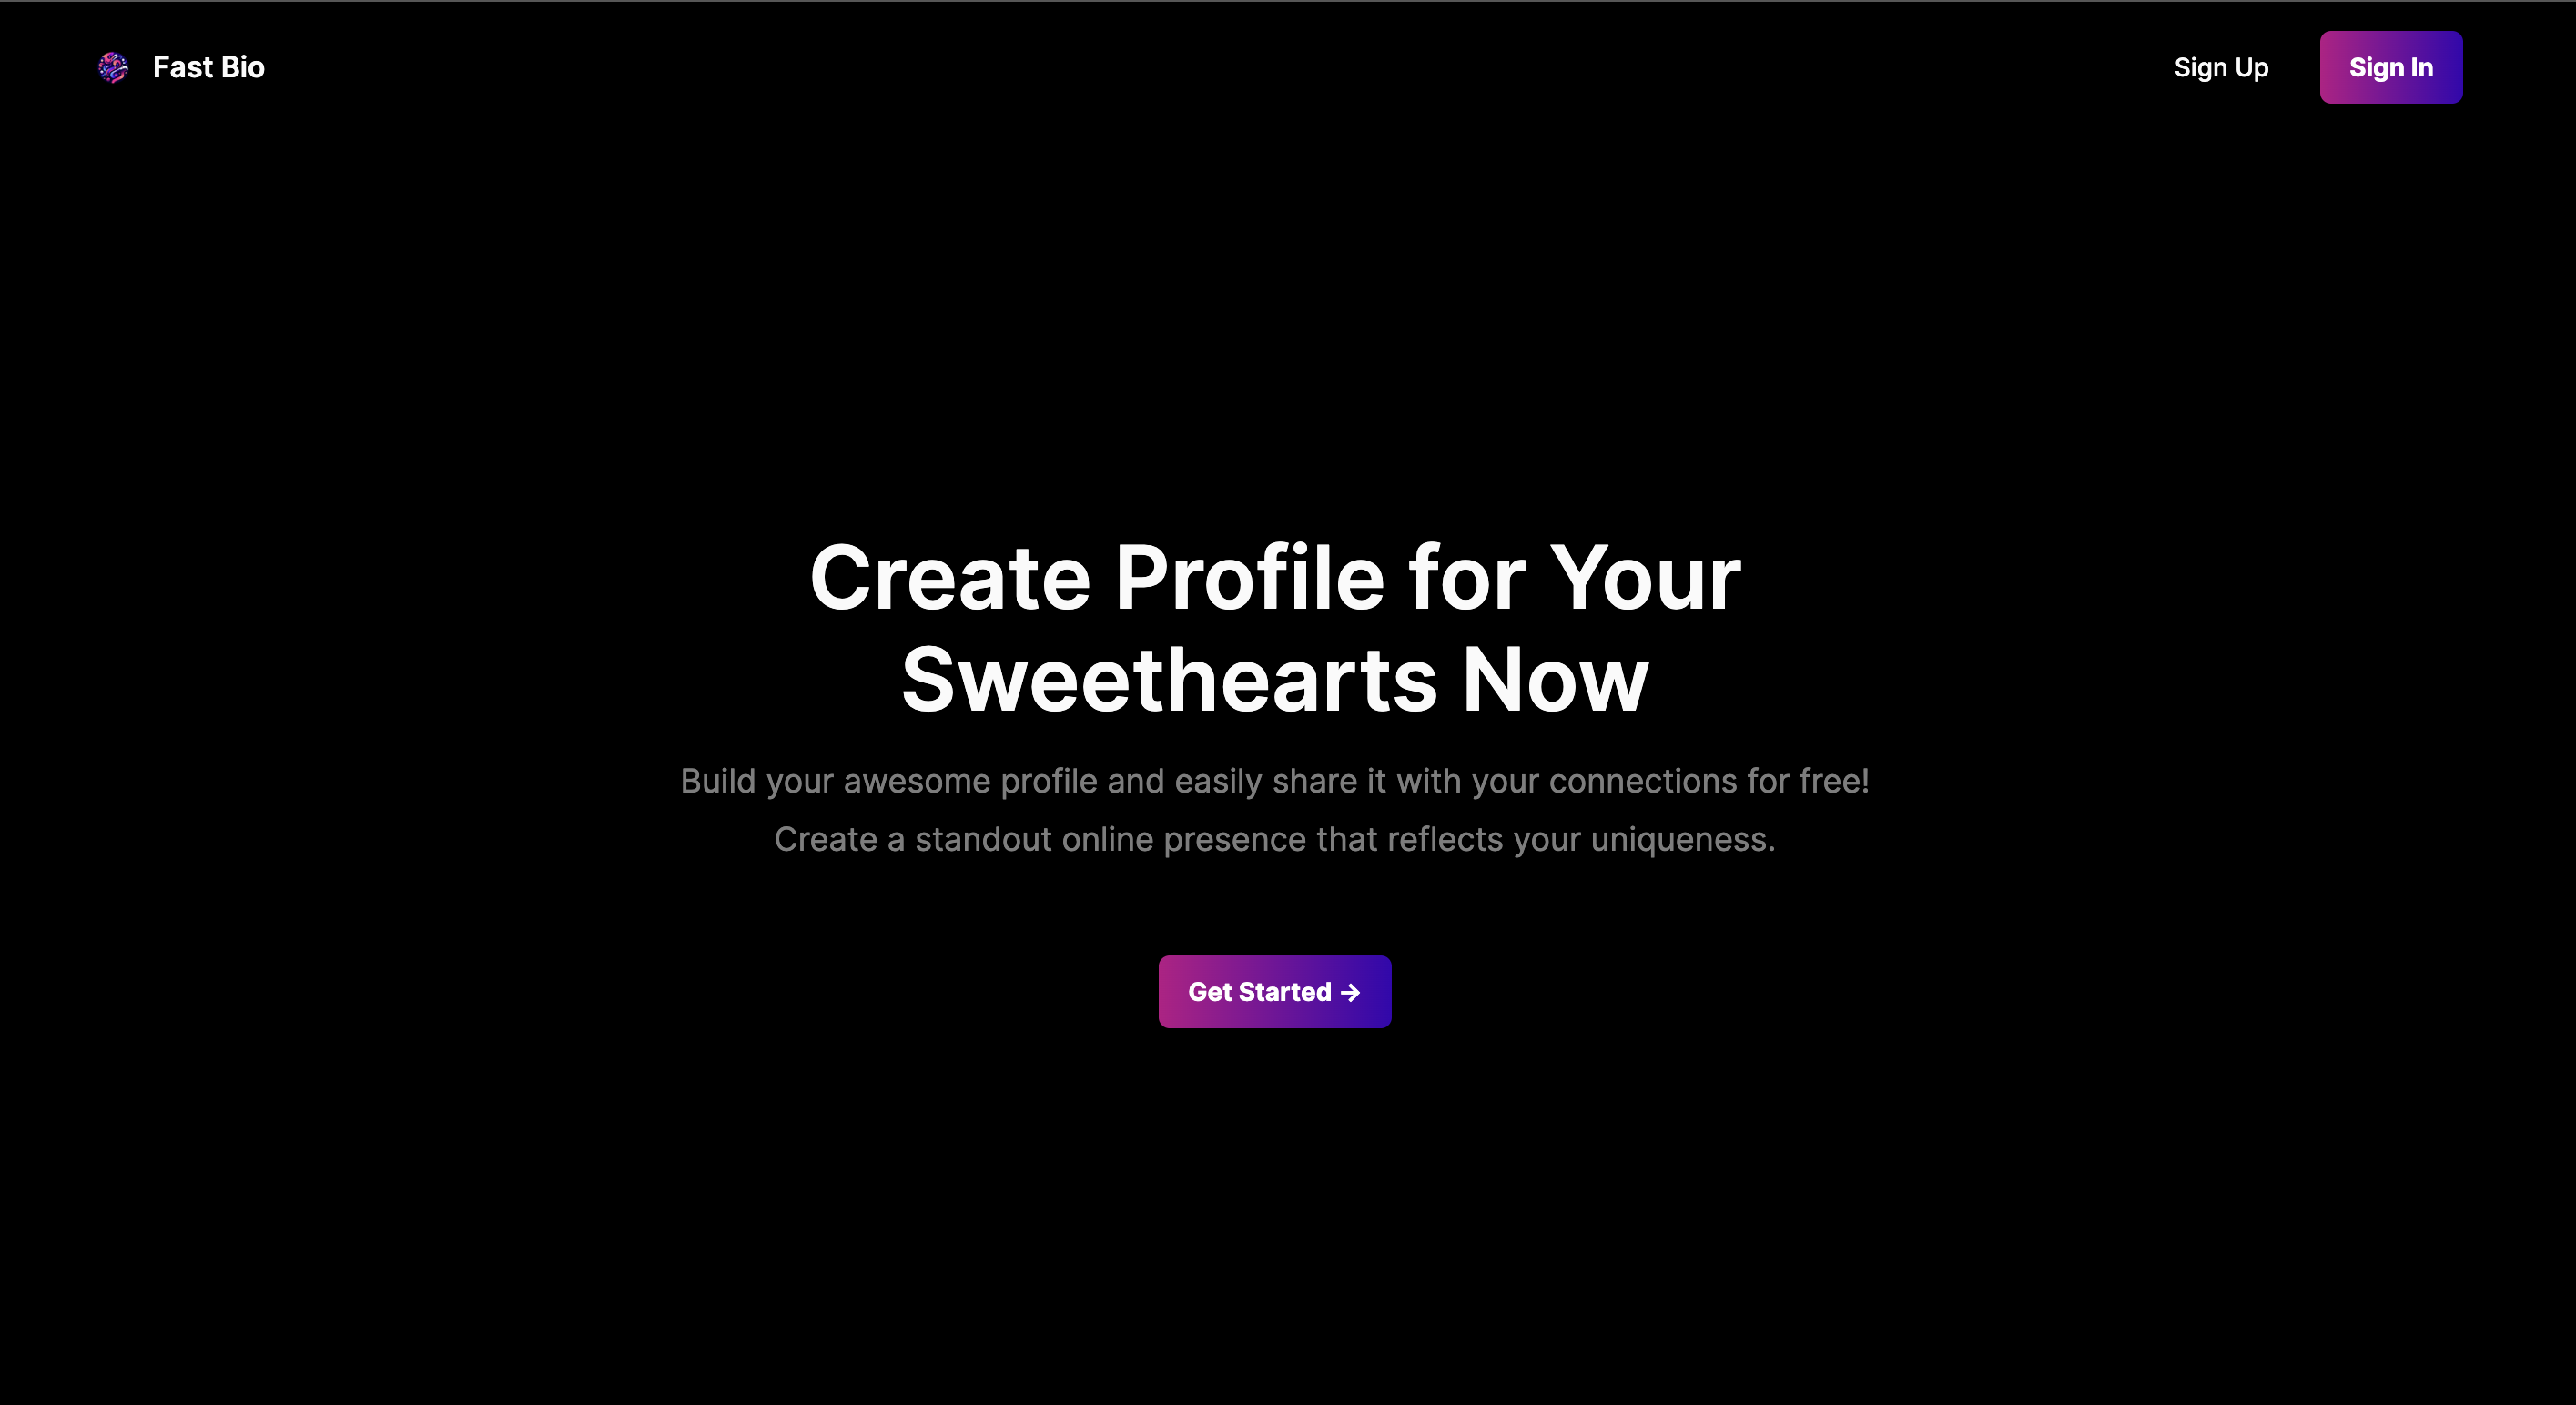 Fast Bio
Sign Up
Sign In
Create Profile for Your
Sweethearts Now
Build your awesome profile and easily share it with your connections for free!
Create a standout online presence that reflects your uniqueness.
Get Started →